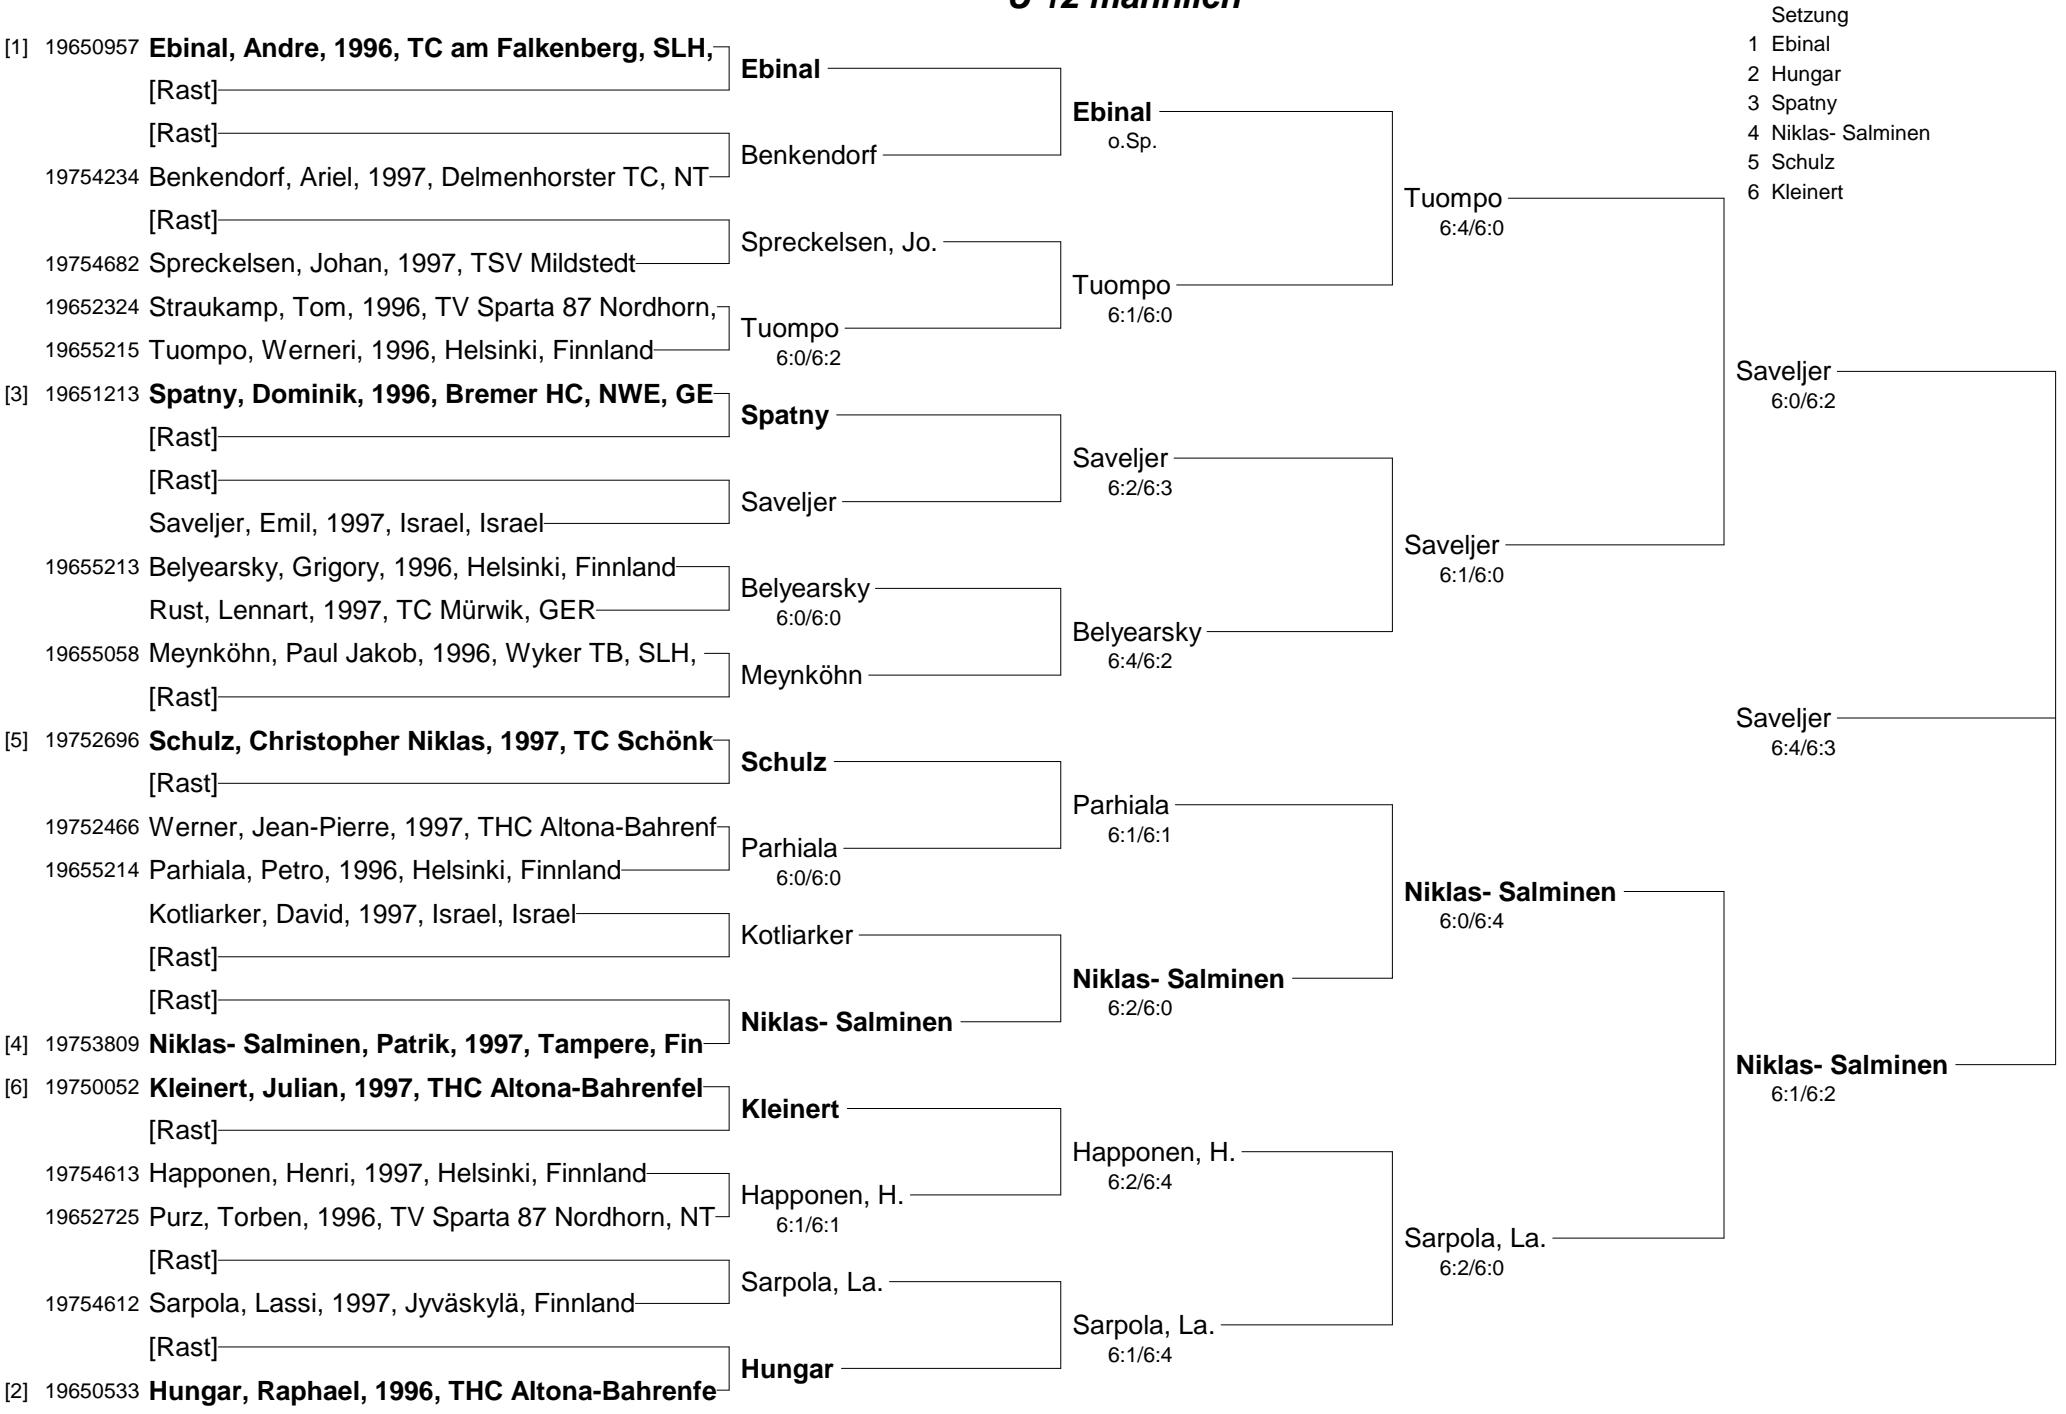 U 12 männlich
Setzung
1 Ebinal
2 Hungar
3 Spatny
4 Niklas- Salminen
5 Schulz
6 Kleinert
[1] 19650957 Ebinal, Andre, 1996, TC am Falkenberg, SLH,
[Rast]
[Rast]
19754234 Benkendorf, Ariel, 1997, Delmenhorster TC, NT
[Rast]
19754682 Spreckelsen, Johan, 1997, TSV Mildstedt
19652324 Straukamp, Tom, 1996, TV Sparta 87 Nordhorn,
19655215 Tuompo, Werneri, 1996, Helsinki, Finnland
[3] 19651213 Spatny, Dominik, 1996, Bremer HC, NWE, GE
[Rast]
[Rast]
Saveljer, Emil, 1997, Israel, Israel
19655213 Belyearsky, Grigory, 1996, Helsinki, Finnland
Rust, Lennart, 1997, TC Mürwik, GER
19655058 Meynköhn, Paul Jakob, 1996, Wyker TB, SLH,
[Rast]
[5] 19752696 Schulz, Christopher Niklas, 1997, TC Schönk
[Rast]
19752466 Werner, Jean-Pierre, 1997, THC Altona-Bahrenf
19655214 Parhiala, Petro, 1996, Helsinki, Finnland
Kotliarker, David, 1997, Israel, Israel
[Rast]
[Rast]
[4] 19753809 Niklas- Salminen, Patrik, 1997, Tampere, Fin
[6] 19750052 Kleinert, Julian, 1997, THC Altona-Bahrenfel
[Rast]
19754613 Happonen, Henri, 1997, Helsinki, Finnland
19652725 Purz, Torben, 1996, TV Sparta 87 Nordhorn, NT
[Rast]
19754612 Sarpola, Lassi, 1997, Jyväskylä, Finnland
[Rast]
[2] 19650533 Hungar, Raphael, 1996, THC Altona-Bahrenfe
Ebinal
Benkendorf
Spreckelsen, Jo.
Tuompo
6:0/6:2
Spatny
Saveljer
Belyearsky
6:0/6:0
Meynköhn
Schulz
Parhiala
6:0/6:0
Kotliarker
Niklas- Salminen
Kleinert
Happonen, H.
6:1/6:1
Sarpola, La.
Hungar
Ebinal
o.Sp.
Tuompo
6:1/6:0
Saveljer
6:2/6:3
Belyearsky
6:4/6:2
Parhiala
6:1/6:1
Niklas- Salminen
6:2/6:0
Happonen, H.
6:2/6:4
Sarpola, La.
6:1/6:4
Tuompo
6:4/6:0
Saveljer
6:1/6:0
Niklas- Salminen
6:0/6:4
Sarpola, La.
6:2/6:0
Saveljer
6:0/6:2
Saveljer
6:4/6:3
Niklas- Salminen
6:1/6:2